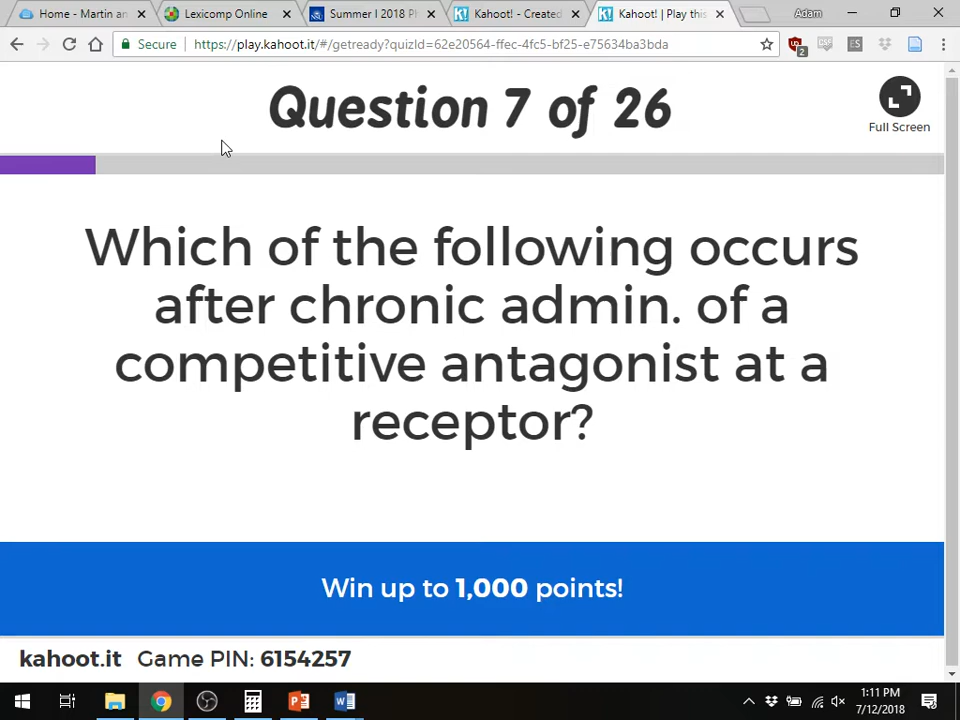 Home - Martin an
Lexicomp Online
Summer I 2018 P
Kahoot! - Created
Kahoot! | Play this
Adam
Secure
https://play.kahoot.it/#/getready?quizId=62e20564-ffec-4fc5-bf25-e75634ba3bda
2
ES
Question 7 of 26
Full Screen
Which of the following occurs
after chronic admin. of a
competitive antagonist at a
receptor?
Win up to 1,000 points!
kahoot.it Game PIN: 6154257
1:11 PM
7/12/2018